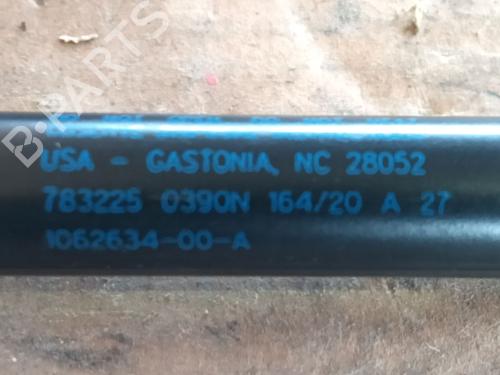 USA - GASTONIA, NC 28052
783225 0390N 164/20 A 27
1062634-00-A
B-PARTS